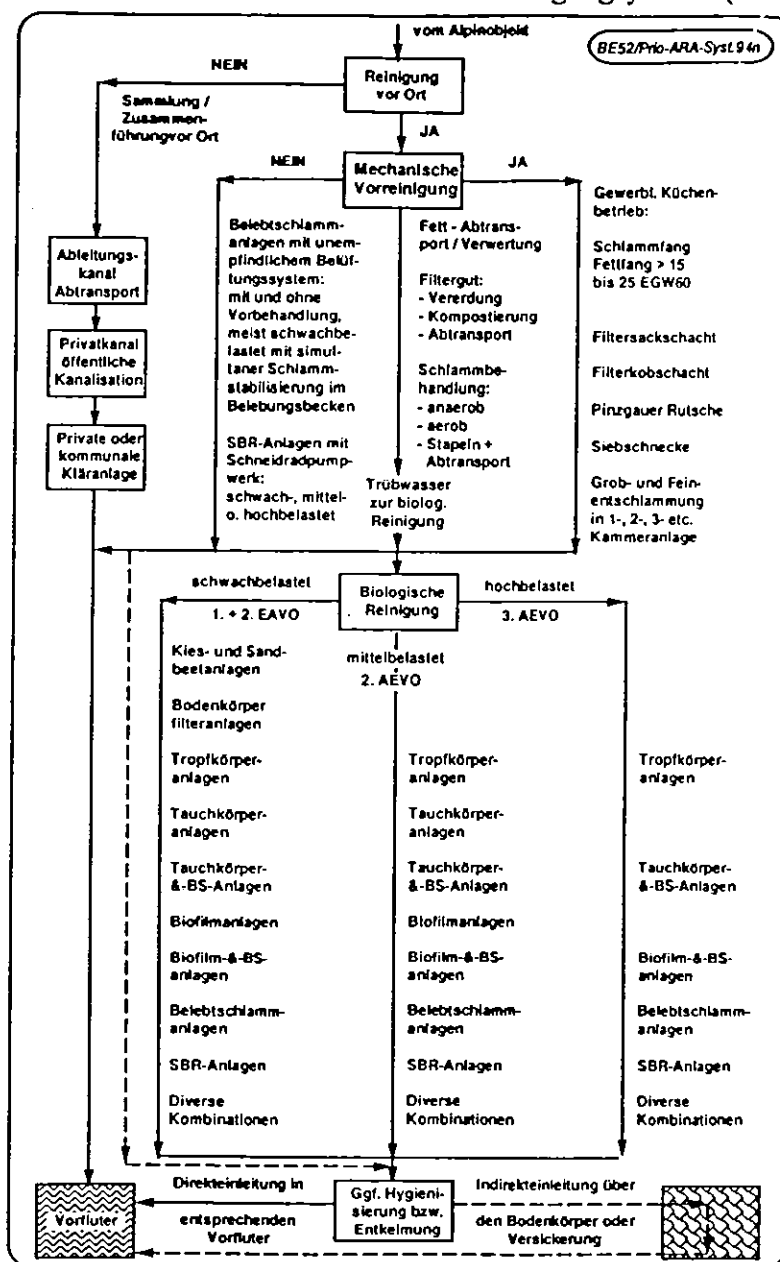 vom Alpinobjekt
BE52/Prio-ARA-Syst.94n
NEIN
Reinigung
vor Ort
Sammlung /
Zusammen-
führungvor Ort
JA
NEIN
Mechanische
Vorreinigung
JA
Ableitungs-
kanal
Abtransport
Privatkanal
öffentliche
Kanalisation
Private oder
kommunale
Kläranlage
Belebtschlamm-
anlagen mit unem-
pfindlichem Belüf-
tungssystem:
mit und ohne
Vorbehandlung,
meist schwachbe-
lastet mit simul-
taner Schlamm-
stabilisierung im
Belebungsbecken
SBR-Anlagen mit
Schneidradpump-
werk:
schwach-, mittel-
o. hochbelastet
Fett - Abtrans-
port / Verwertung
Filtergut:
- Vererdung
- Kompostierung
- Abtransport
Schlammbe-
handlung:
- anaerob
- aerob
- Stapeln +
Abtransport
Trübwasser
zur biolog.
Reinigung
Gewerbl. Küchen-
betrieb:
Schlammfang
Fettfang > 15
bis 25 EGW60
Filtersackschacht
Filterkobschacht
Pinzgauer Rutsche
Siebschnecke
Grob- und Fein-
entschlammung
in 1-, 2-, 3- etc.
Kammeranlage
schwachbelastet
1. + 2. EAVO
Biologische
Reinigung
hochbelastet
3. AEVO
mittelbelastet
2. AEVO
Kies- und Sand-
beetanlagen
Bodenkörper
filteranlagen
Tropfkörper-
anlagen
Tauchkörper-
anlagen
Tauchkörper-
&-BS-Anlagen
Biofilmanlagen
Biofilm-&-BS-
anlagen
Belebtschlamm-
anlagen
SBR-Anlagen
Diverse
Kombinationen
Tropfkörper-
anlagen
Tauchkörper-
anlagen
Tauchkörper-
&-BS-Anlagen
Biofilmanlagen
Biofilm-&-BS-
anlagen
Belebtschlamm-
anlagen
SBR-Anlagen
Diverse
Kombinationen
Tropfkörper-
anlagen
Tauchkörper-
&-BS-Anlagen
Biofilm-&-BS-
anlagen
Belebtschlamm-
anlagen
SBR-Anlagen
Diverse
Kombinationen
Vorfluter
Direkteinleitung in
entsprechenden
Vorfluter
Ggf. Hygieni-
sierung bzw.
Entkelmung
Indirekteinleitung über
den Bodenkörper oder
Versickerung